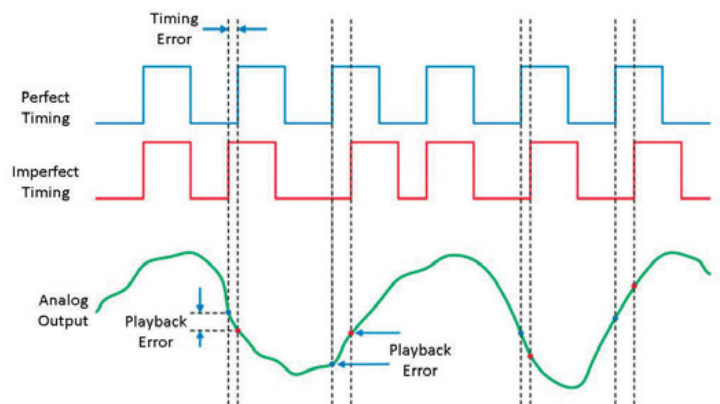 Timing
Error
Perfect
Timing
Imperfect
Timing
Analog
Output
Playback
Error
Playback
Error